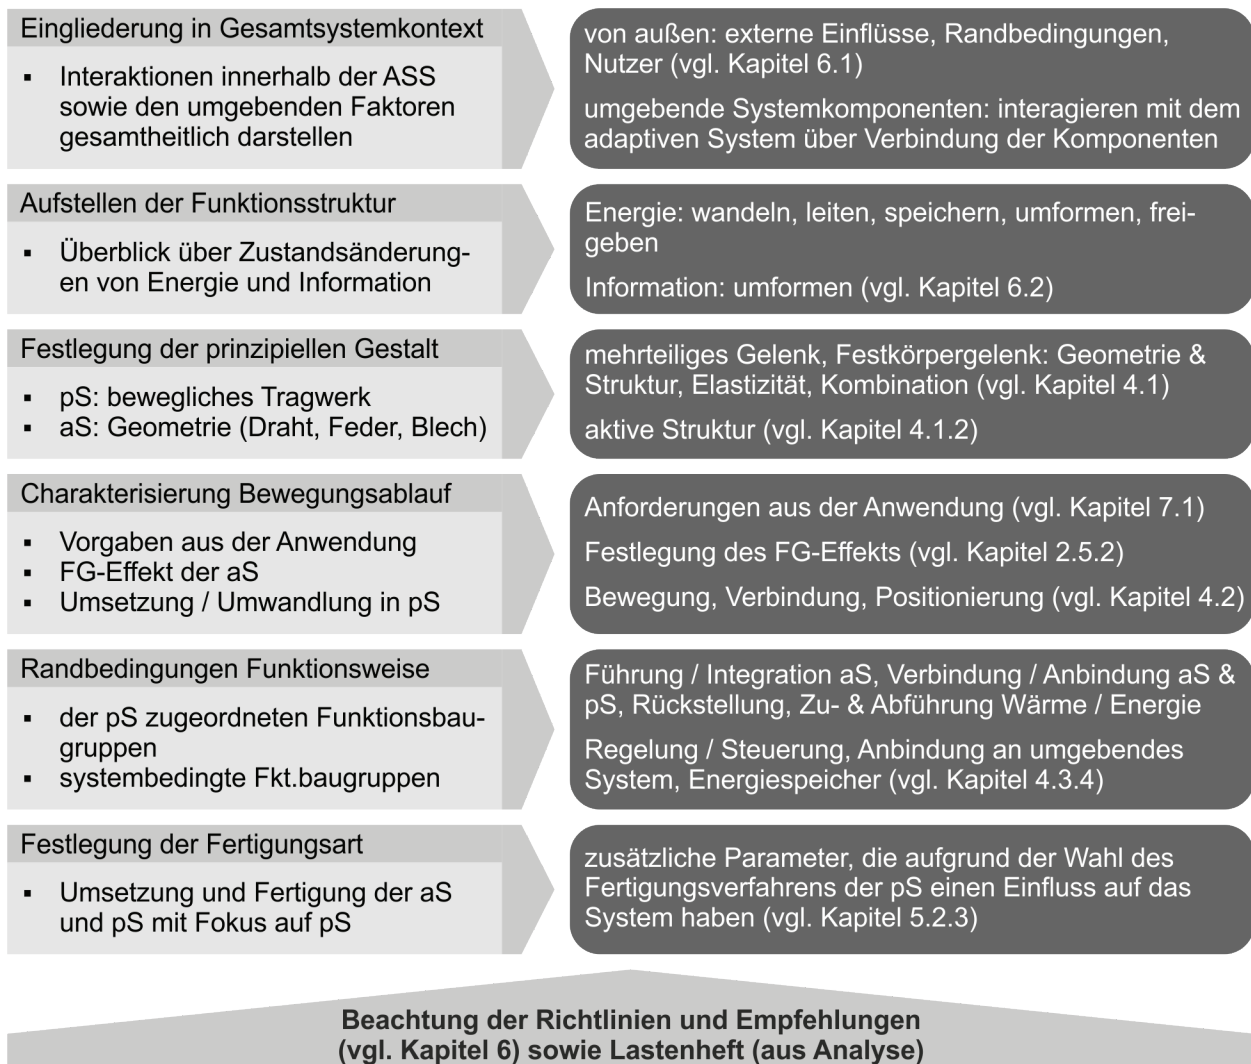 Eingliederung in Gesamtsystemkontext
▪ Interaktionen innerhalb der ASS
sowie den umgebenden Faktoren
gesamtheitlich darstellen
von außen: externe Einflüsse, Randbedingungen,
Nutzer (vgl. Kapitel 6.1)
umgebende Systemkomponenten: interagieren mit dem
adaptiven System über Verbindung der Komponenten
Aufstellen der Funktionsstruktur
▪ Überblick über Zustandsänderung-
en von Energie und Information
Energie: wandeln, leiten, speichern, umformen, frei-
geben
Information: umformen (vgl. Kapitel 6.2)
Festlegung der prinzipiellen Gestalt
▪ pS: bewegliches Tragwerk
▪ aS: Geometrie (Draht, Feder, Blech)
mehrteiliges Gelenk, Festkörpergelenk: Geometrie &
Struktur, Elastizität, Kombination (vgl. Kapitel 4.1)
aktive Struktur (vgl. Kapitel 4.1.2)
Charakterisierung Bewegungsablauf
▪ Vorgaben aus der Anwendung
▪ FG-Effekt der aS
▪ Umsetzung / Umwandlung in pS
Anforderungen aus der Anwendung (vgl. Kapitel 7.1)
Festlegung des FG-Effekts (vgl. Kapitel 2.5.2)
Bewegung, Verbindung, Positionierung (vgl. Kapitel 4.2)
Randbedingungen Funktionsweise
▪ der pS zugeordneten Funktionsbau-
gruppen
▪ systembedingte Fkt.baugruppen
Führung / Integration aS, Verbindung / Anbindung aS &
pS, Rückstellung, Zu- & Abführung Wärme / Energie
Regelung / Steuerung, Anbindung an umgebendes
System, Energiespeicher (vgl. Kapitel 4.3.4)
Festlegung der Fertigungsart
▪ Umsetzung und Fertigung der aS
und pS mit Fokus auf pS
zusätzliche Parameter, die aufgrund der Wahl des
Fertigungsverfahrens der pS einen Einfluss auf das
System haben (vgl. Kapitel 5.2.3)
Beachtung der Richtlinien und Empfehlungen
(vgl. Kapitel 6) sowie Lastenheft (aus Analyse)